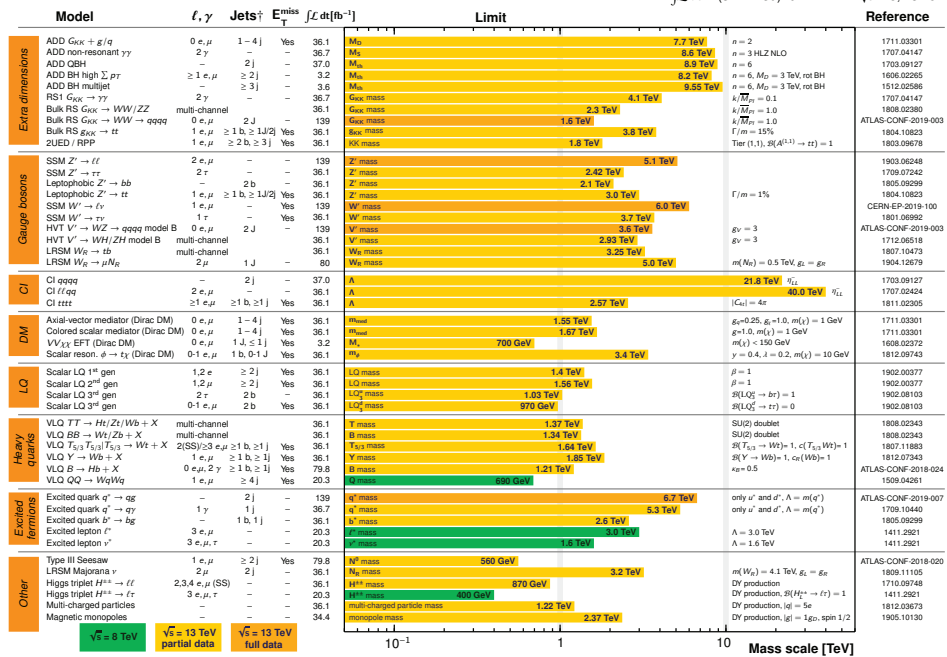 Model ℓ, γ Jets† E_T^miss ∫ℒ dt[fb⁻¹] Limit Reference
Extra dimensions
ADD G_KK + g/q 0 e, μ 1 − 4 j Yes 36.1 M_D 7.7 TeV n = 2 1711.03301
ADD non-resonant γγ 2 γ − − 36.7 M_S 8.6 TeV n = 3 HLZ NLO 1707.04147
ADD QBH − 2 j − 37.0 M_th 8.9 TeV n = 6 1703.09127
ADD BH high Σ p_T ≥ 1 e, μ ≥ 2 j − 3.2 M_th 8.2 TeV n = 6, M_D = 3 TeV, rot BH 1606.02265
ADD BH multijet − ≥ 3 j − 3.6 M_th 9.55 TeV n = 6, M_D = 3 TeV, rot BH 1512.02586
RS1 G_KK → γγ 2 γ − − 36.7 G_KK mass 4.1 TeV k/M̄_Pl = 0.1 1707.04147
Bulk RS G_KK → WW/ZZ multi-channel 36.1 G_KK mass 2.3 TeV k/M̄_Pl = 1.0 1808.02380
Bulk RS G_KK → WW → qqqq 0 e, μ 2 J − 139 G_KK mass 1.6 TeV k/M̄_Pl = 1.0 ATLAS-CONF-2019-003
Bulk RS g_KK → tt 1 e, μ ≥ 1 b, ≥ 1J/2j Yes 36.1 g_KK mass 3.8 TeV Γ/m = 15% 1804.10823
2UED / RPP 1 e, μ ≥ 2 b, ≥ 3 j Yes 36.1 KK mass 1.8 TeV Tier (1,1), ℬ(A^(1,1) → tt) = 1 1803.09678
Gauge bosons
SSM Z′ → ℓℓ 2 e, μ − − 139 Z′ mass 5.1 TeV 1903.06248
SSM Z′ → ττ 2 τ − − 36.1 Z′ mass 2.42 TeV 1709.07242
Leptophobic Z′ → bb − 2 b − 36.1 Z′ mass 2.1 TeV 1805.09299
Leptophobic Z′ → tt 1 e, μ ≥ 1 b, ≥ 1J/2j Yes 36.1 Z′ mass 3.0 TeV Γ/m = 1% 1804.10823
SSM W′ → ℓν 1 e, μ − Yes 139 W′ mass 6.0 TeV CERN-EP-2019-100
SSM W′ → τν 1 τ − Yes 36.1 W′ mass 3.7 TeV 1801.06992
HVT V′ → WZ → qqqq model B 0 e, μ 2 J − 139 V′ mass 3.6 TeV g_V = 3 ATLAS-CONF-2019-003
HVT V′ → WH/ZH model B multi-channel 36.1 V′ mass 2.93 TeV g_V = 3 1712.06518
LRSM W_R → tb multi-channel 36.1 W_R mass 3.25 TeV 1807.10473
LRSM W_R → μN_R 2 μ 1 J − 80 W_R mass 5.0 TeV m(N_R) = 0.5 TeV, g_L = g_R 1904.12679
CI
CI qqqq − 2 j − 37.0 Λ 21.8 TeV η⁻_LL 1703.09127
CI ℓℓqq 2 e, μ − − 36.1 Λ 40.0 TeV η⁻_LL 1707.02424
CI tttt ≥1 e, μ ≥1 b, ≥1 j Yes 36.1 Λ 2.57 TeV |C_4t| = 4π 1811.02305
DM
Axial-vector mediator (Dirac DM) 0 e, μ 1 − 4 j Yes 36.1 m_med 1.55 TeV g_q=0.25, g_χ=1.0, m(χ) = 1 GeV 1711.03301
Colored scalar mediator (Dirac DM) 0 e, μ 1 − 4 j Yes 36.1 m_med 1.67 TeV g=1.0, m(χ) = 1 GeV 1711.03301
VVχχ EFT (Dirac DM) 0 e, μ 1 J, ≤ 1 j Yes 3.2 M_* 700 GeV m(χ) < 150 GeV 1608.02372
Scalar reson. φ → tχ (Dirac DM) 0-1 e, μ 1 b, 0-1 J Yes 36.1 m_φ 3.4 TeV y = 0.4, λ = 0.2, m(χ) = 10 GeV 1812.09743
LQ
Scalar LQ 1st gen 1,2 e ≥ 2 j Yes 36.1 LQ mass 1.4 TeV β = 1 1902.00377
Scalar LQ 2nd gen 1,2 μ ≥ 2 j Yes 36.1 LQ mass 1.56 TeV β = 1 1902.00377
Scalar LQ 3rd gen 2 τ 2 b − 36.1 LQ₃ᵘ mass 1.03 TeV ℬ(LQ₃ᵘ → bτ) = 1 1902.08103
Scalar LQ 3rd gen 0-1 e, μ 2 b Yes 36.1 LQ₃ᵈ mass 970 GeV ℬ(LQ₃ᵈ → tτ) = 0 1902.08103
Heavy quarks
VLQ TT → Ht/Zt/Wb + X multi-channel 36.1 T mass 1.37 TeV SU(2) doublet 1808.02343
VLQ BB → Wt/Zb + X multi-channel 36.1 B mass 1.34 TeV SU(2) doublet 1808.02343
VLQ T_5/3 T_5/3|T_5/3 → Wt + X 2(SS)/≥3 e,μ ≥1 b, ≥1 j Yes 36.1 T_5/3 mass 1.64 TeV ℬ(T_5/3 → Wt)= 1, c(T_5/3 Wt)= 1 1807.11883
VLQ Y → Wb + X 1 e, μ ≥ 1 b, ≥ 1j Yes 36.1 Y mass 1.85 TeV ℬ(Y → Wb)= 1, c_R(Wb)= 1 1812.07343
VLQ B → Hb + X 0 e,μ, 2 γ ≥ 1 b, ≥ 1j Yes 79.8 B mass 1.21 TeV κ_B= 0.5 ATLAS-CONF-2018-024
VLQ QQ → WqWq 1 e, μ ≥ 4 j Yes 20.3 Q mass 690 GeV 1509.04261
Excited fermions
Excited quark q* → qg − 2 j − 139 q* mass 6.7 TeV only u* and d*, Λ = m(q*) ATLAS-CONF-2019-007
Excited quark q* → qγ 1 γ 1 j − 36.7 q* mass 5.3 TeV only u* and d*, Λ = m(q*) 1709.10440
Excited quark b* → bg − 1 b, 1 j − 36.1 b* mass 2.6 TeV 1805.09299
Excited lepton ℓ* 3 e, μ − − 20.3 ℓ* mass 3.0 TeV Λ = 3.0 TeV 1411.2921
Excited lepton ν* 3 e, μ, τ − − 20.3 ν* mass 1.6 TeV Λ = 1.6 TeV 1411.2921
Other
Type III Seesaw 1 e, μ ≥ 2 j Yes 79.8 N⁰ mass 560 GeV ATLAS-CONF-2018-020
LRSM Majorana ν 2 μ 2 j − 36.1 N_R mass 3.2 TeV m(W_R) = 4.1 TeV, g_L = g_R 1809.11105
Higgs triplet H^±± → ℓℓ 2,3,4 e, μ (SS) − − 36.1 H^±± mass 870 GeV DY production 1710.09748
Higgs triplet H^±± → ℓτ 3 e, μ, τ − − 20.3 H^±± mass 400 GeV DY production, ℬ(H_L^±± → ℓτ) = 1 1411.2921
Multi-charged particles − − − 36.1 multi-charged particle mass 1.22 TeV DY production, |q| = 5e 1812.03673
Magnetic monopoles − − − 34.4 monopole mass 2.37 TeV DY production, |g| = 1g_D, spin 1/2 1905.10130
√s = 8 TeV
√s = 13 TeV partial data
√s = 13 TeV full data
10⁻¹ 1 10
Mass scale [TeV]